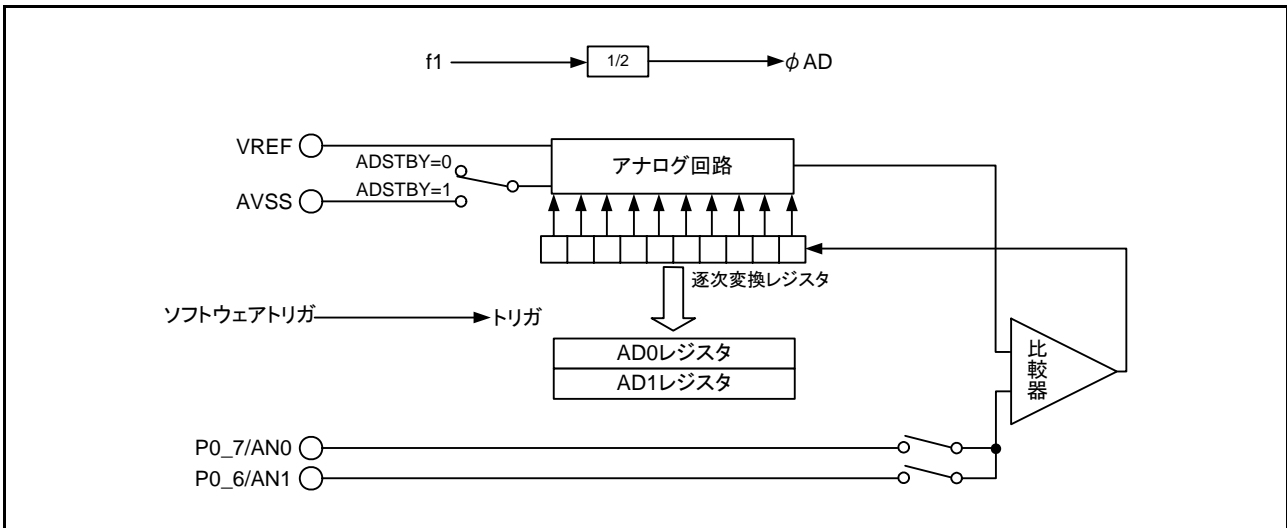 f1
1/2
φAD
VREF
ADSTBY=0
アナログ回路
AVSS
ADSTBY=1
逐次変換レジスタ
ソフトウェアトリガ
トリガ
AD0レジスタ
AD1レジスタ
比較器
P0_7/AN0
P0_6/AN1